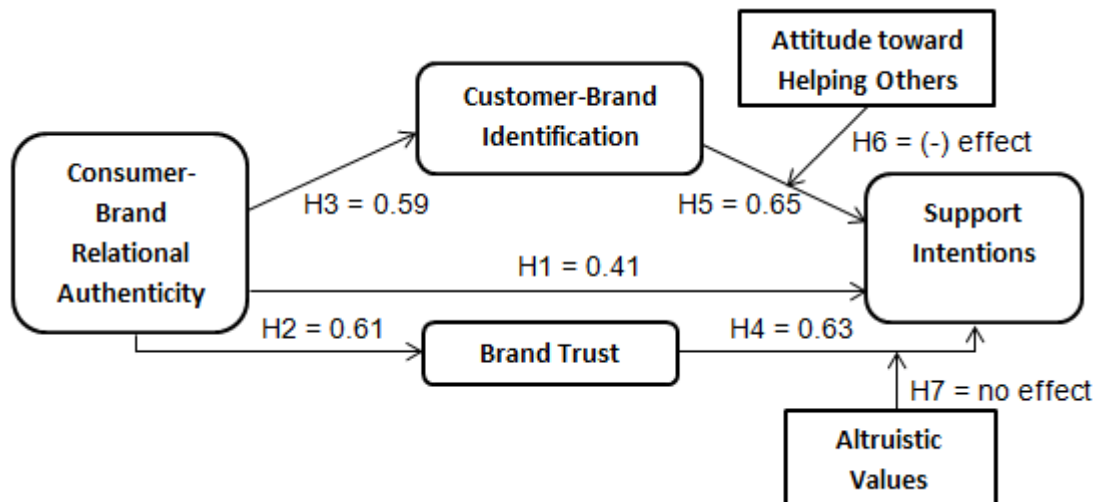 Attitude toward
Helping Others
Customer-Brand
Identification
H6 = (-) effect
Consumer-
Brand
Relational
Authenticity
H3 = 0.59
H5 = 0.65
Support
Intentions
H1 = 0.41
H2 = 0.61
Brand Trust
H4 = 0.63
H7 = no effect
Altruistic
Values